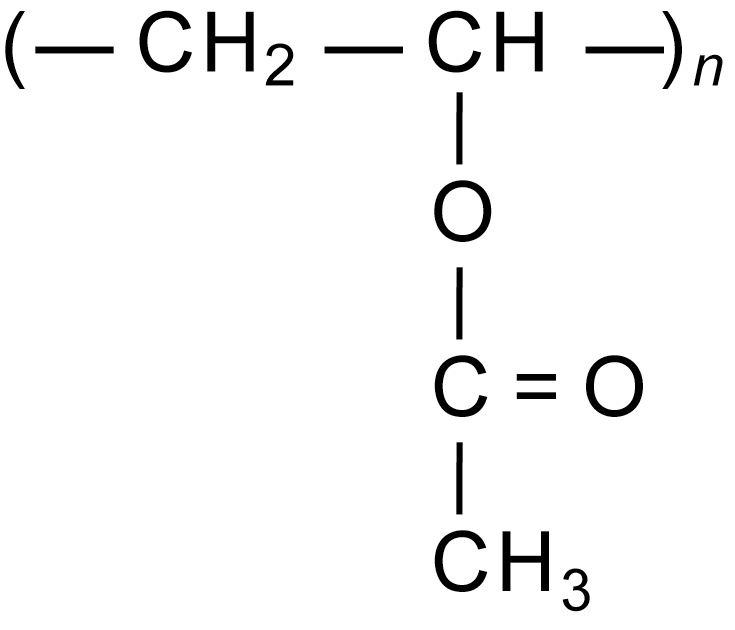 (— CH₂ — CH —)n
O
C = O
CH₃